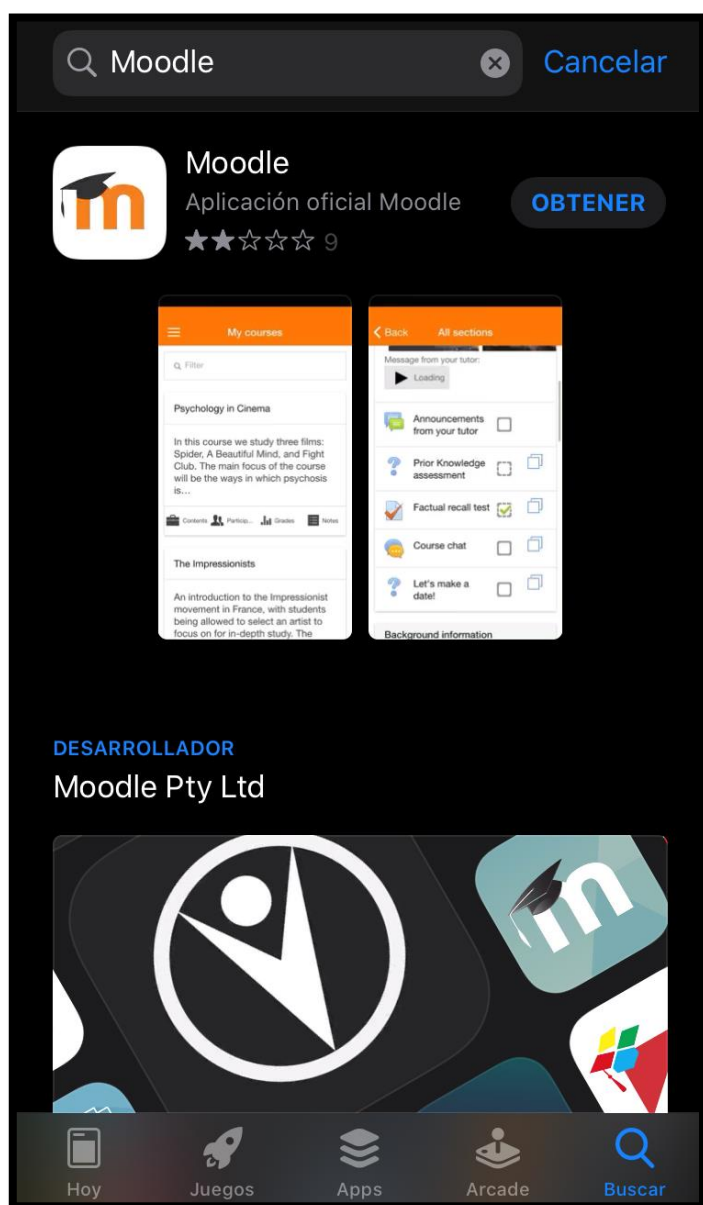 Moodle
Cancelar
Moodle
Aplicación oficial Moodle
OBTENER
9
My courses
Filter
Psychology in Cinema
In this course we study three films:
Spider, A Beautiful Mind, and Fight
Club. The main focus of the course
will be the ways in which psychosis
is...
Contents
Particip...
Grades
Notes
The Impressionists
An introduction to the Impressionist
movement in France, with students
being allowed to select an artist to
focus on for in-depth study. The
Back
All sections
Message from your tutor:
Loading
Announcements
from your tutor
Prior Knowledge
assessment
Factual recall test
Course chat
Let's make a
date!
Background information
DESARROLLADOR
Moodle Pty Ltd
m
Hoy
Juegos
Apps
Arcade
Buscar